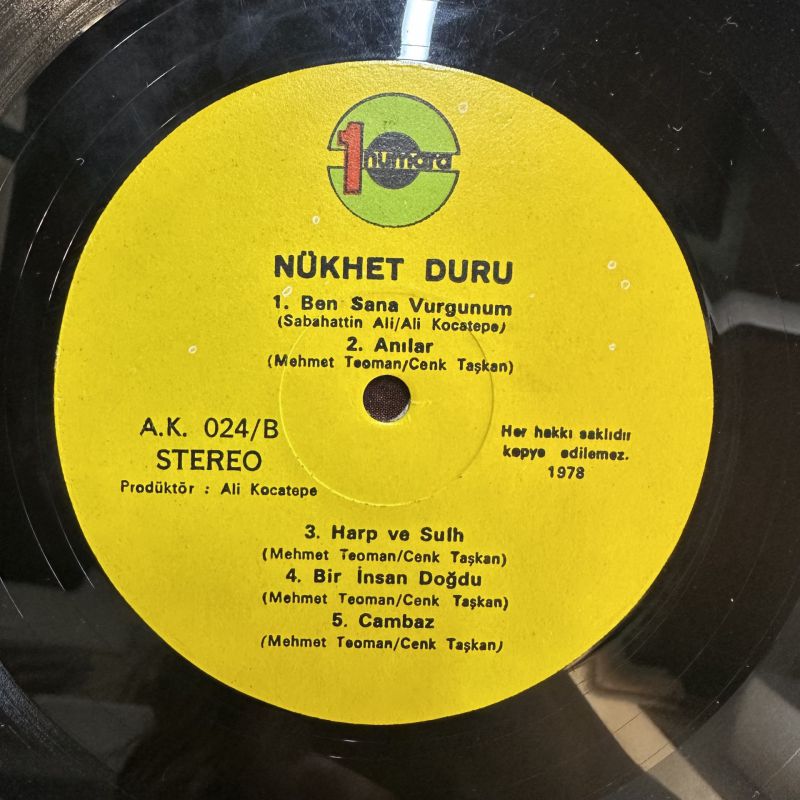 1 numara
NÜKHET DURU
1. Ben Sana Vurgunum
(Sabahattin Ali/Ali Kocatepe)
2. Anılar
(Mehmet Teoman/Cenk Taşkan)
A.K. 024/B
STEREO
Prodüktör : Ali Kocatepe
Her hakkı saklıdır
kopye edilemez.
1978
3. Harp ve Sulh
(Mehmet Teoman/Cenk Taşkan)
4. Bir İnsan Doğdu
(Mehmet Teoman/Cenk Taşkan)
5. Cambaz
(Mehmet Teoman/Cenk Taşkan)